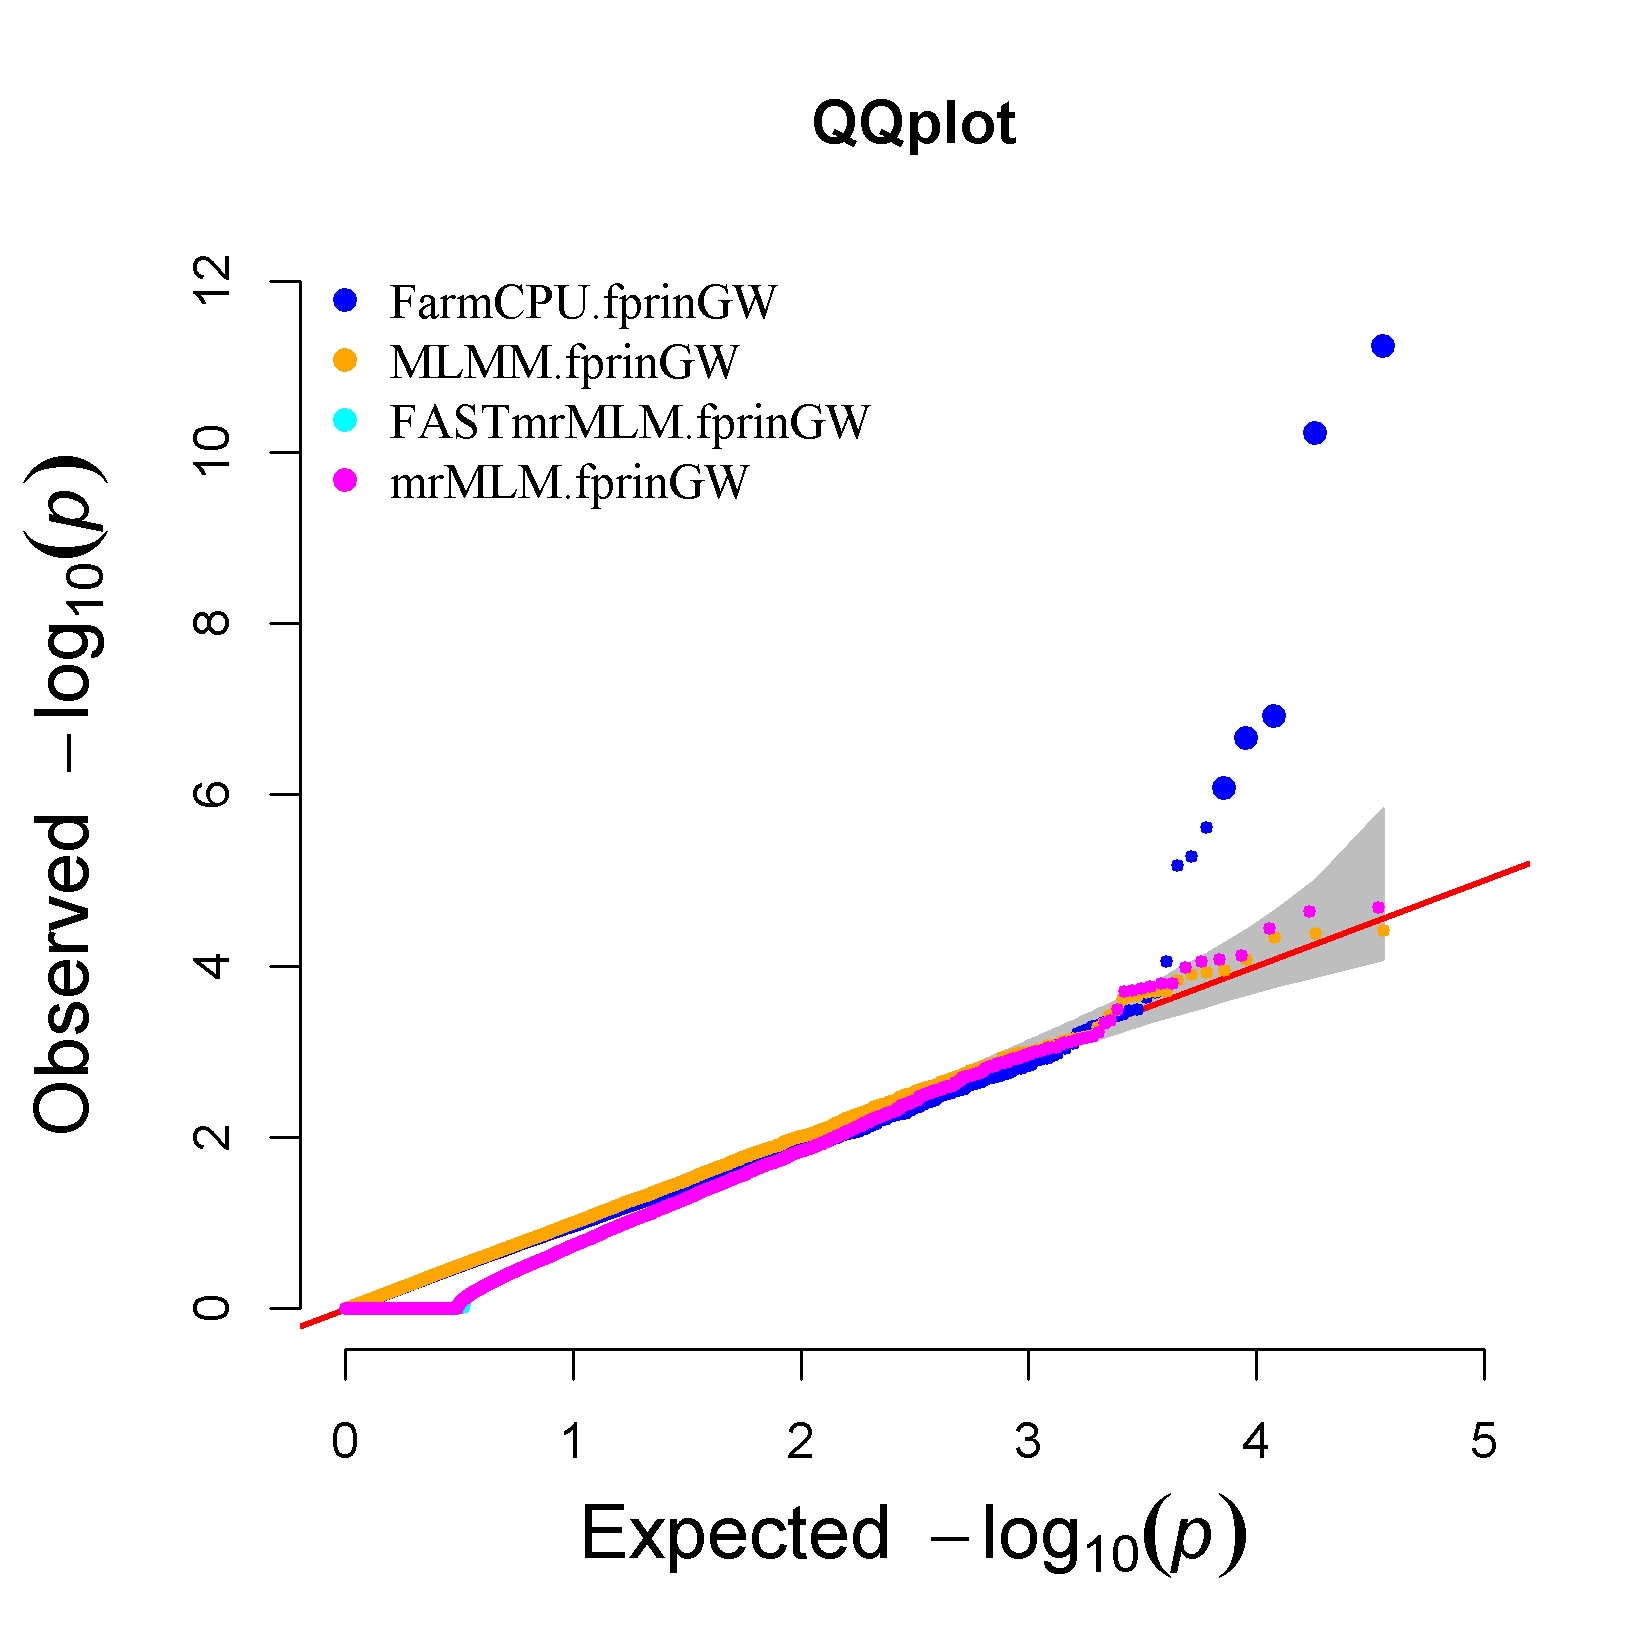 QQplot
FarmCPU.fprinGW
MLMM.fprinGW
FASTmrMLM.fprinGW
mrMLM.fprinGW
Observed −log₁₀(p)
12
10
8
6
4
2
0
0 1 2 3 4 5
Expected −log₁₀(p)